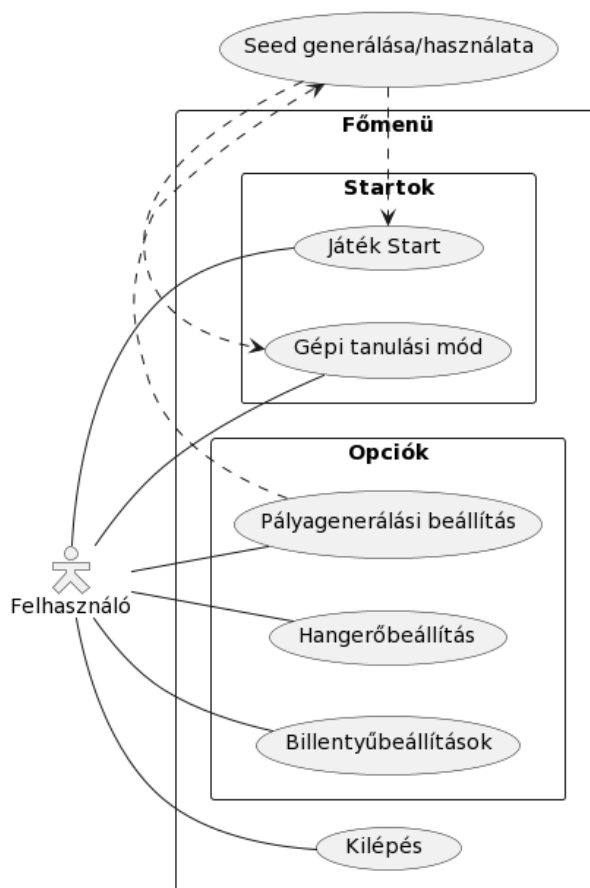 Seed generálása/használata
Főmenü
Startok
Játék Start
Gépi tanulási mód
Opciók
Pályagenerálási beállítás
Felhasználó
Hangerőbeállítás
Billentyűbeállítások
Kilépés